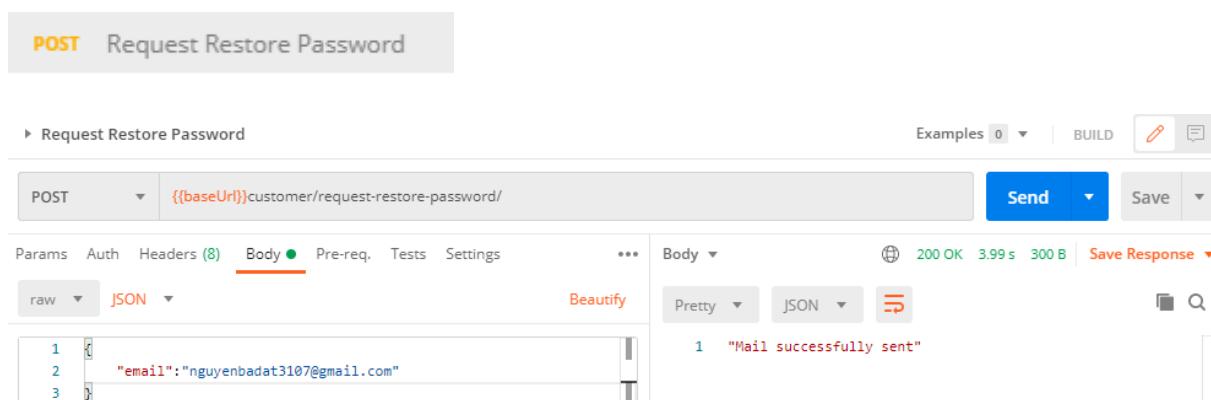 POST Request Restore Password
Request Restore Password Examples 0 BUILD
POST {{baseUrl}}customer/request-restore-password/ Send Save
Params Auth Headers (8) Body Pre-req. Tests Settings ••• Body 200 OK 3.99 s 300 B Save Response
raw JSON Beautify Pretty JSON
1 { 1 "Mail successfully sent"
2 "email":"nguyenbadat3107@gmail.com"
3 }